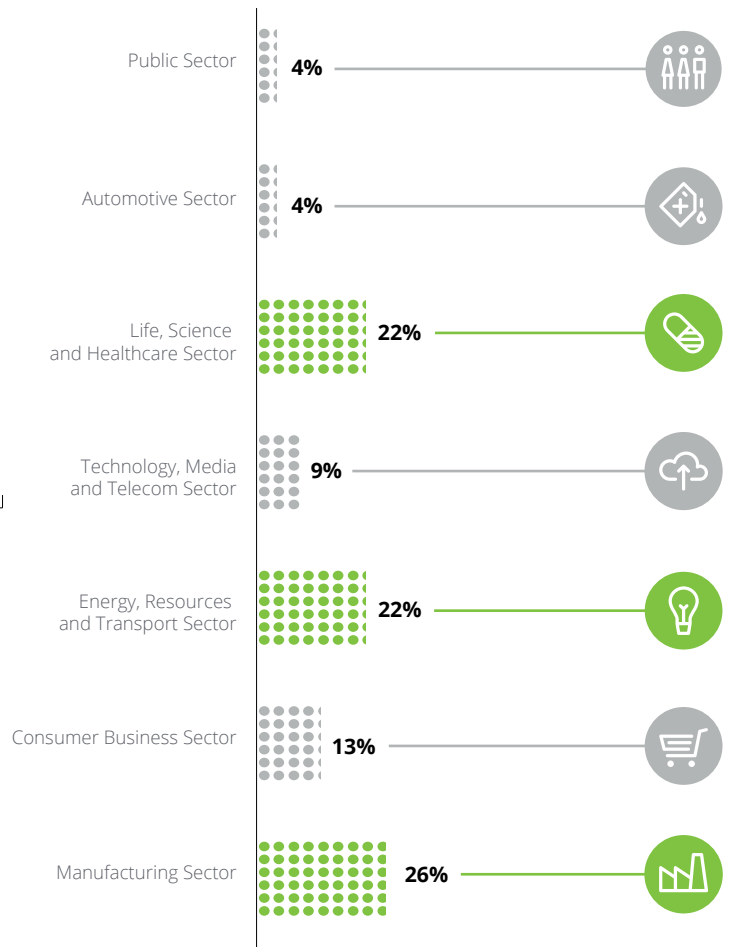 Public Sector
4%
Automotive Sector
4%
Life, Science
and Healthcare Sector
22%
Technology, Media
and Telecom Sector
9%
Energy, Resources
and Transport Sector
22%
Consumer Business Sector
13%
Manufacturing Sector
26%